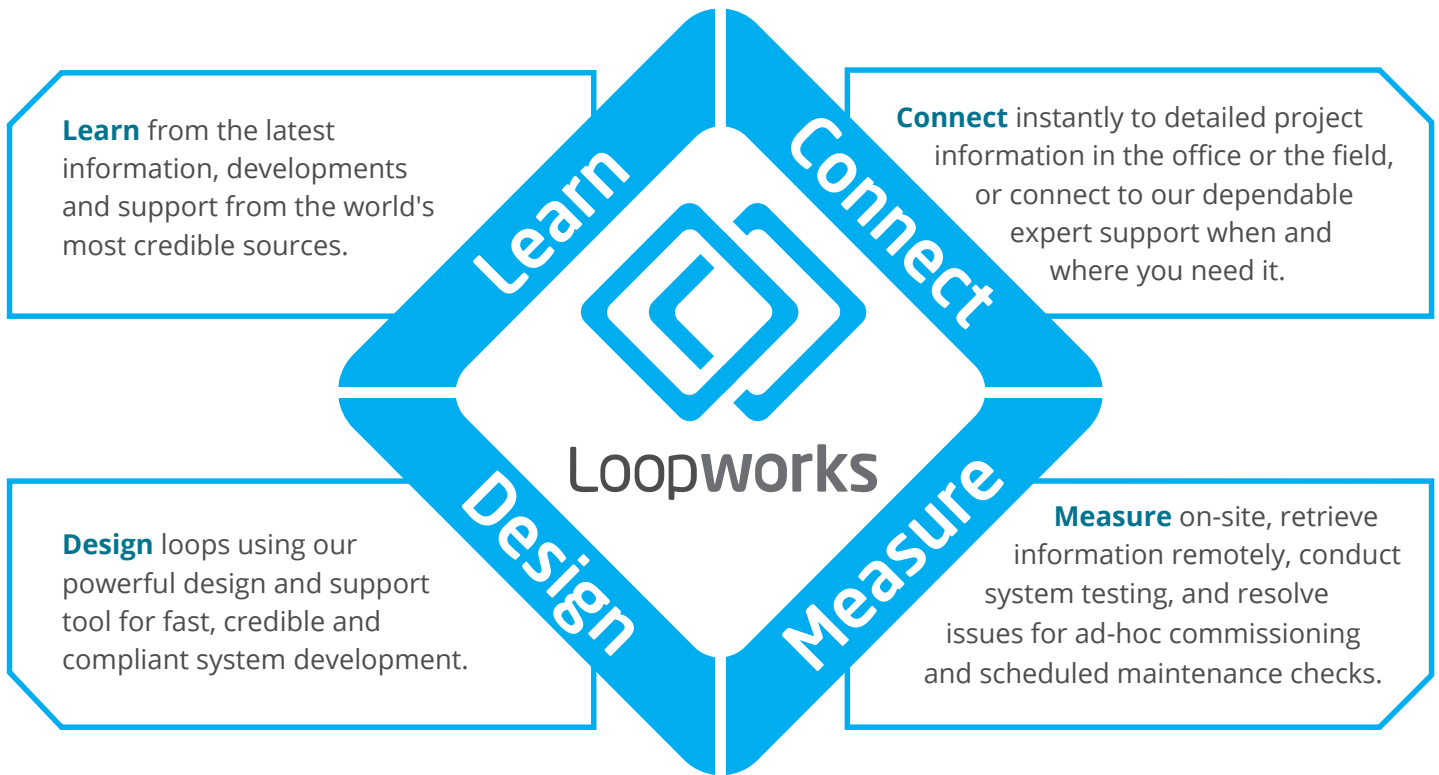 Learn from the latest
information, developments
and support from the world's
most credible sources.
Learn
Connect
Connect instantly to detailed project
information in the office or the field,
or connect to our dependable
expert support when and
where you need it.
Loopworks
Design loops using our
powerful design and support
tool for fast, credible and
compliant system development.
Design
Measure
Measure on-site, retrieve
information remotely, conduct
system testing, and resolve
issues for ad-hoc commissioning
and scheduled maintenance checks.